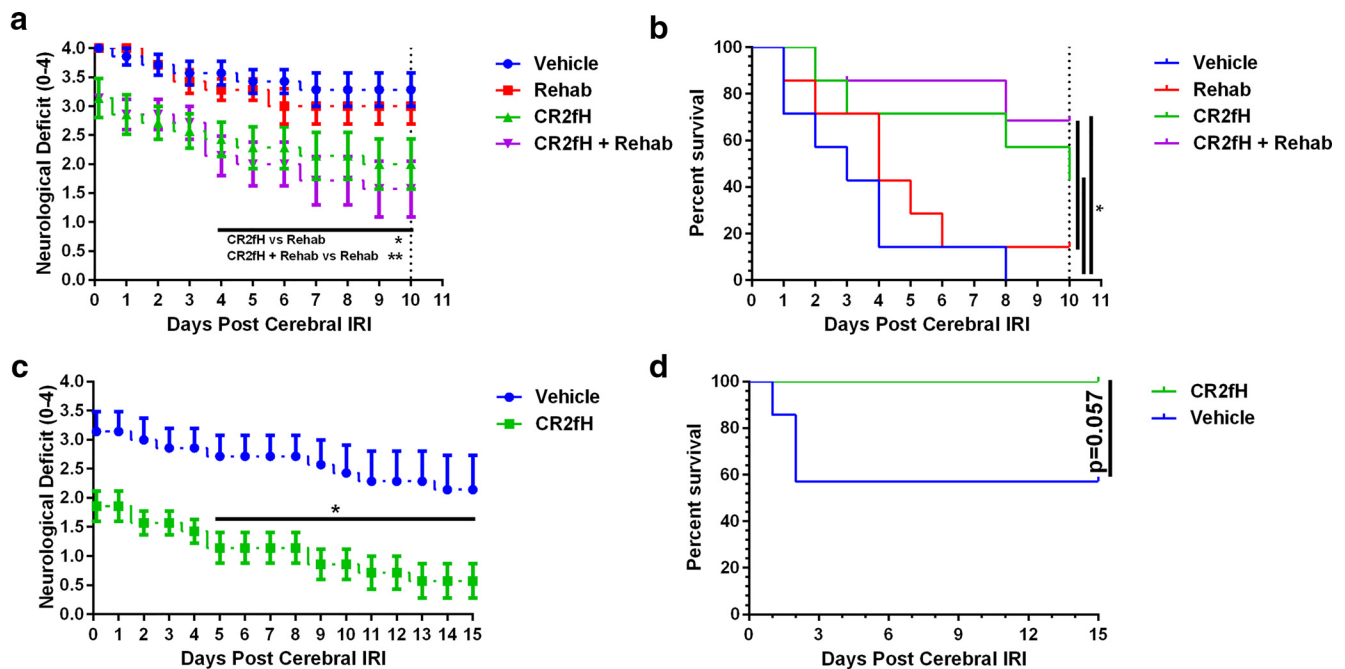 a
Neurological Deficit (0-4)
4.0
3.5
3.0
2.5
2.0
1.5
1.0
0.5
0.0
0 1 2 3 4 5 6 7 8 9 10 11
Days Post Cerebral IRI
CR2fH vs Rehab *
CR2fH + Rehab vs Rehab **
Vehicle
Rehab
CR2fH
CR2fH + Rehab
b
Percent survival
100
80
60
40
20
0
0 1 2 3 4 5 6 7 8 9 10 11
Days Post Cerebral IRI
*
Vehicle
Rehab
CR2fH
CR2fH + Rehab
c
Neurological Deficit (0-4)
4.0
3.5
3.0
2.5
2.0
1.5
1.0
0.5
0.0
0 1 2 3 4 5 6 7 8 9 10 11 12 13 14 15
Days Post Cerebral IRI
*
Vehicle
CR2fH
d
Percent survival
100
80
60
40
20
0
0 3 6 9 12 15
Days Post Cerebral IRI
p=0.057
CR2fH
Vehicle